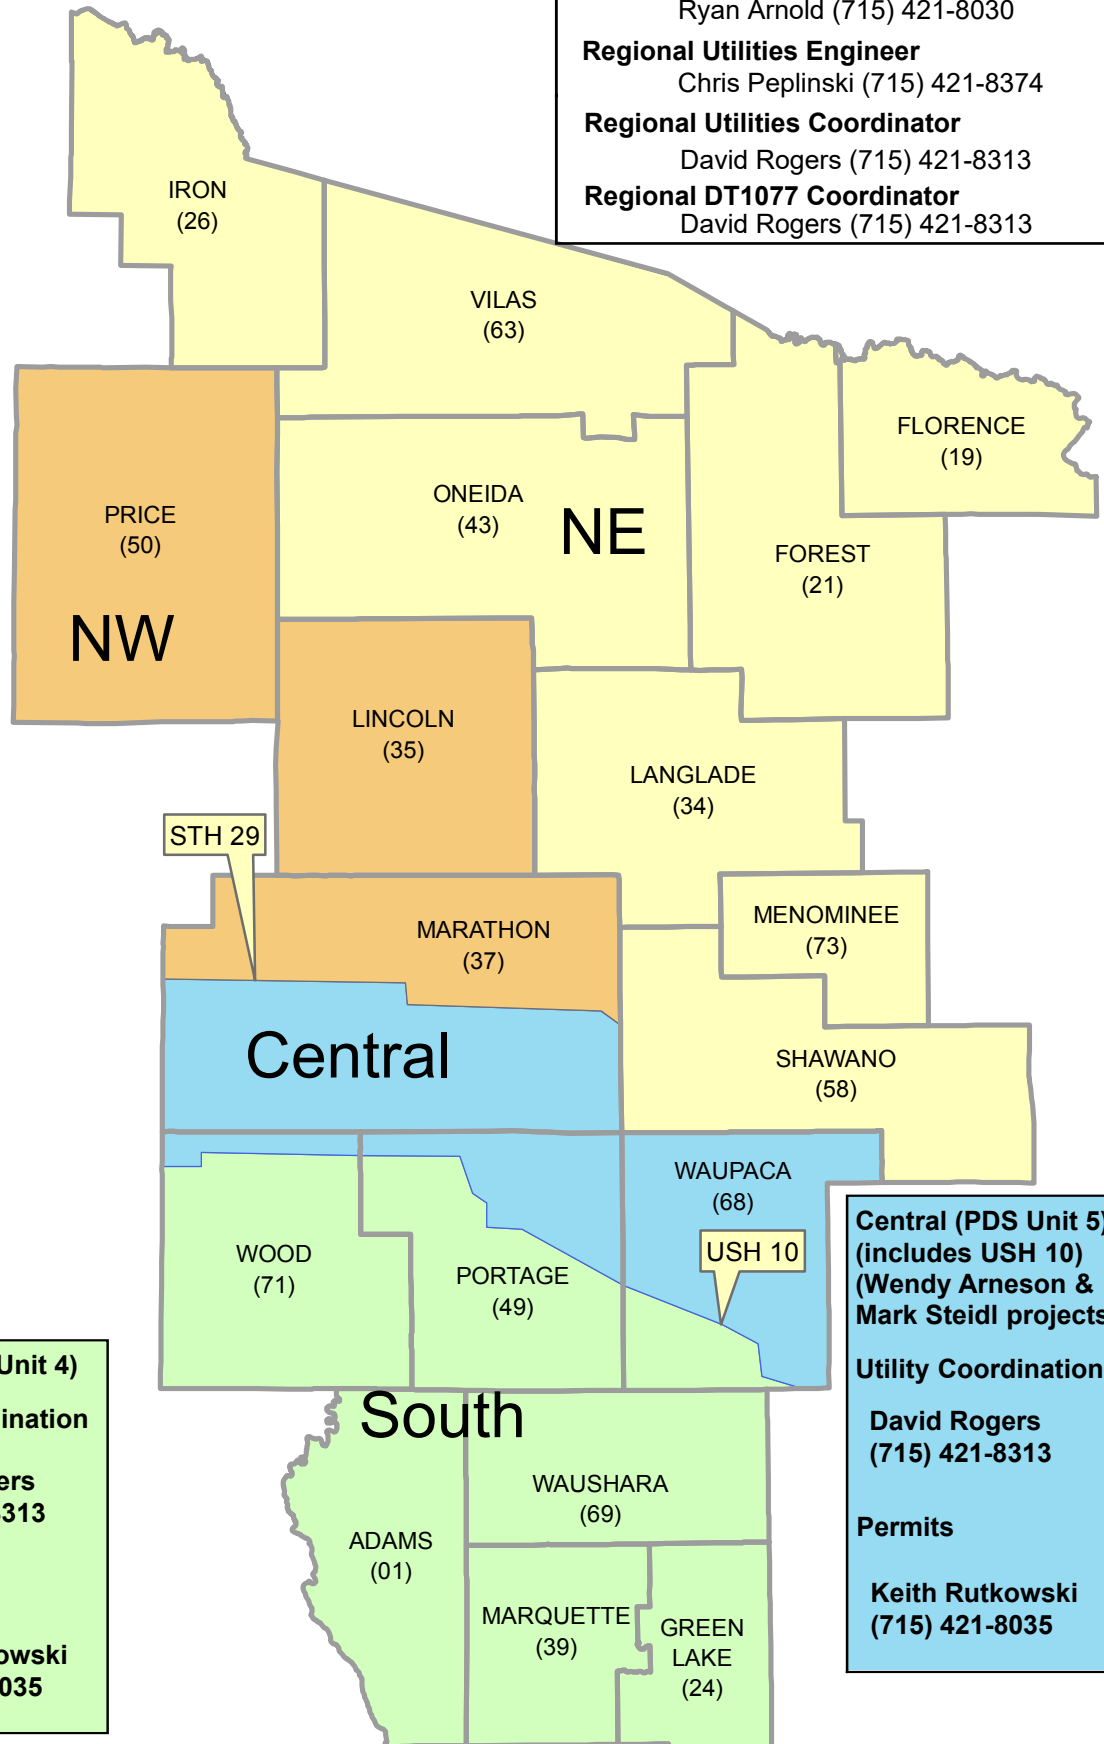 Ryan Arnold (715) 421-8030
Regional Utilities Engineer
Chris Peplinski (715) 421-8374
Regional Utilities Coordinator
David Rogers (715) 421-8313
Regional DT1077 Coordinator
David Rogers (715) 421-8313
IRON
(26)
VILAS
(63)
FLORENCE
(19)
PRICE
(50)
ONEIDA
(43)
NE
FOREST
(21)
NW
LINCOLN
(35)
LANGLADE
(34)
STH 29
MARATHON
(37)
MENOMINEE
(73)
Central
SHAWANO
(58)
WAUPACA
(68)
WOOD
(71)
PORTAGE
(49)
USH 10
Central (PDS Unit 5)
(includes USH 10)
(Wendy Arneson &
Mark Steidl projects
Utility Coordination
David Rogers
(715) 421-8313
Permits
Keith Rutkowski
(715) 421-8035
Unit 4)
ination
ers
313
owski
035
South
WAUSHARA
(69)
ADAMS
(01)
MARQUETTE
(39)
GREEN
LAKE
(24)